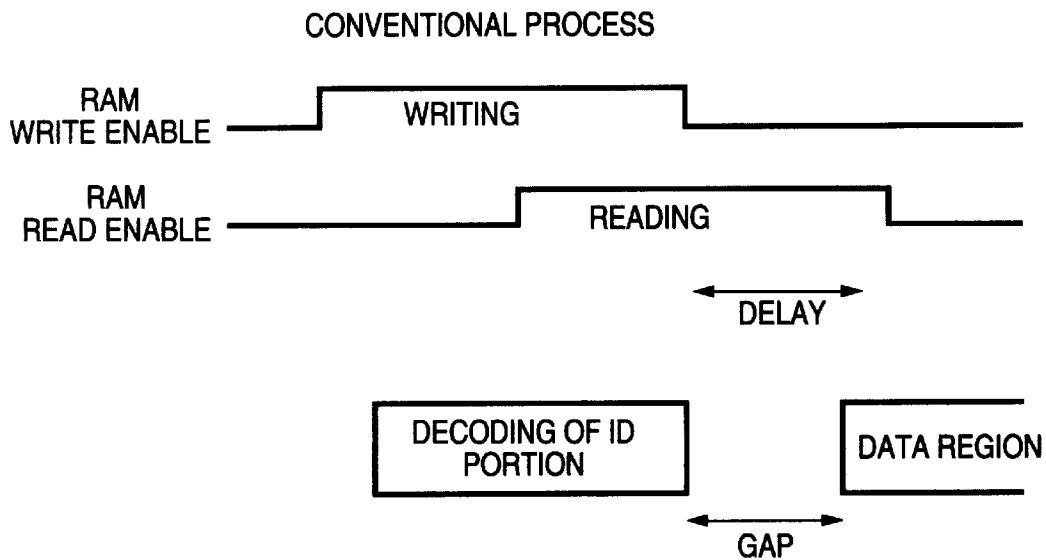 CONVENTIONAL PROCESS
RAM
WRITE ENABLE
WRITING
RAM
READ ENABLE
READING
DELAY
DECODING OF ID
PORTION
DATA REGION
GAP